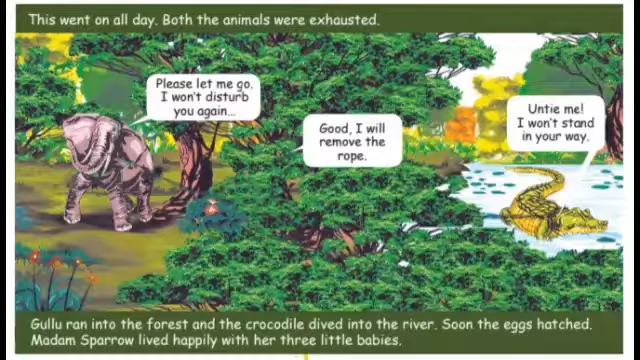 This went on all day. Both the animals were exhausted.
Please let me go.
I won't disturb
you again...
Good, I will
remove the
rope.
Untie me!
I won't stand
in your way.
Gullu ran into the forest and the crocodile dived into the river. Soon the eggs hatched.
Madam Sparrow lived happily with her three little babies.